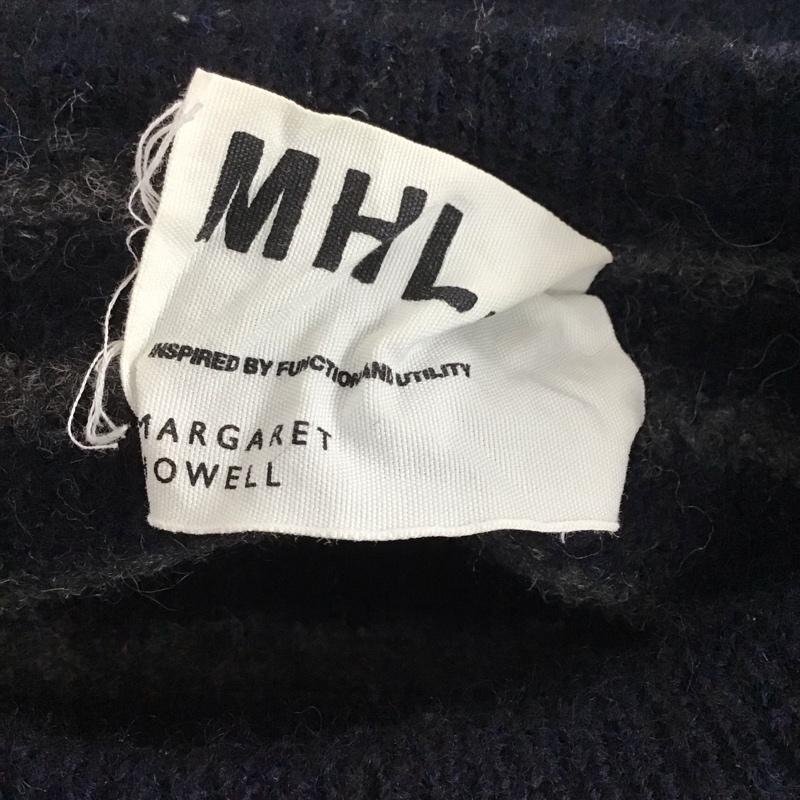 MHL.
INSPIRED BY FUNCTION AND UTILITY
MARGARET
HOWELL